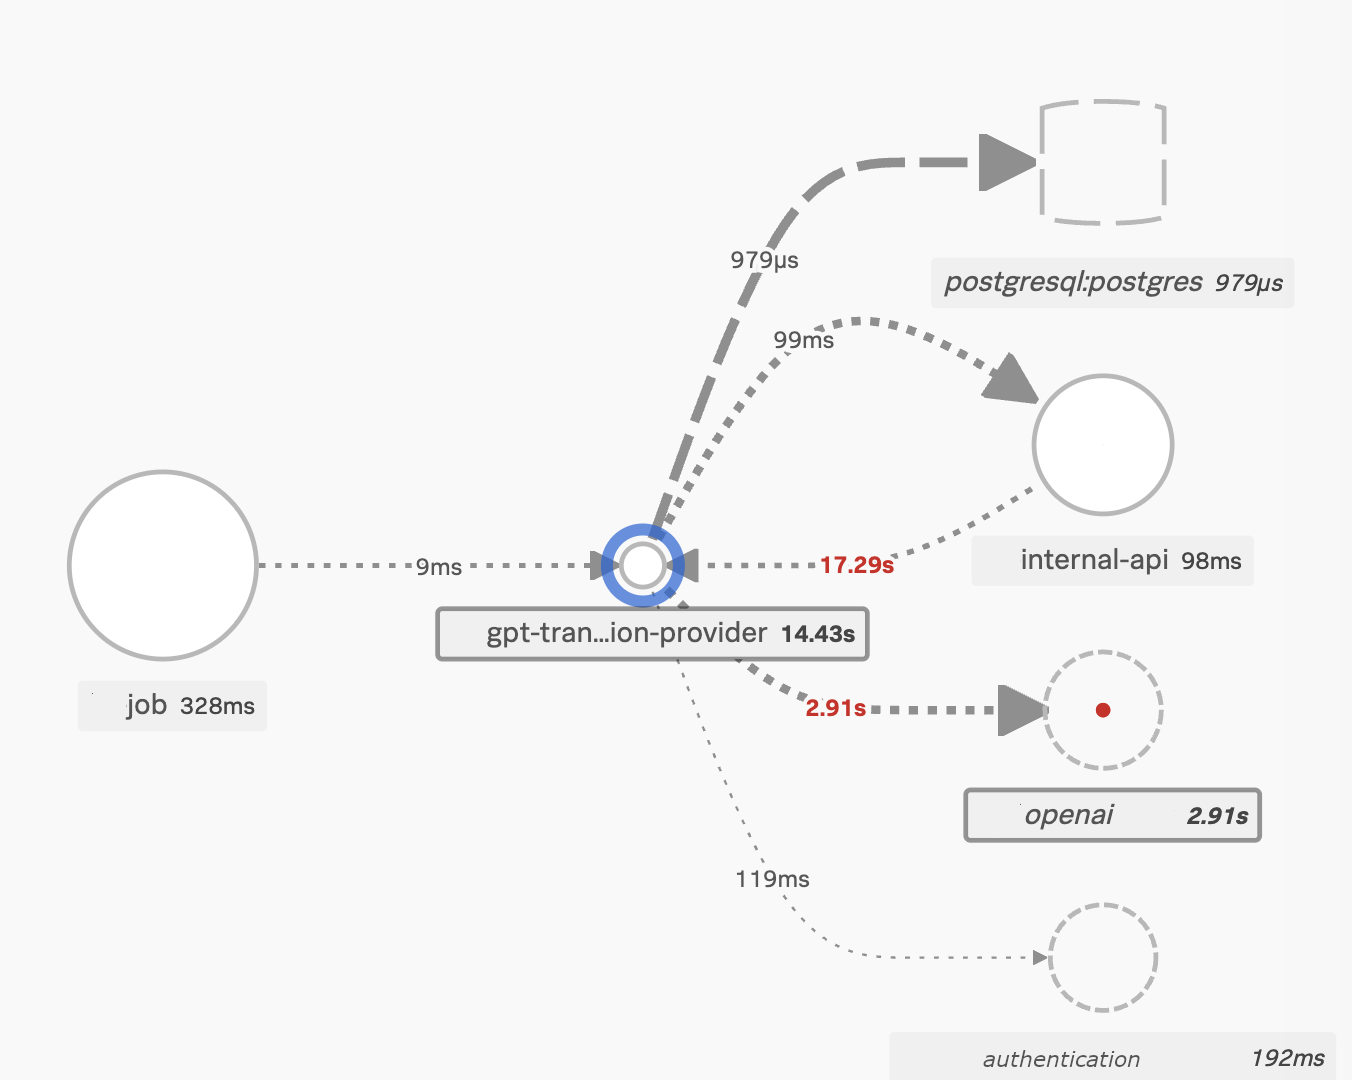 979µs
postgresql:postgres 979µs
99ms
9ms
17.29s
internal-api 98ms
gpt-tran...ion-provider 14.43s
job 328ms
2.91s
openai 2.91s
119ms
authentication 192ms